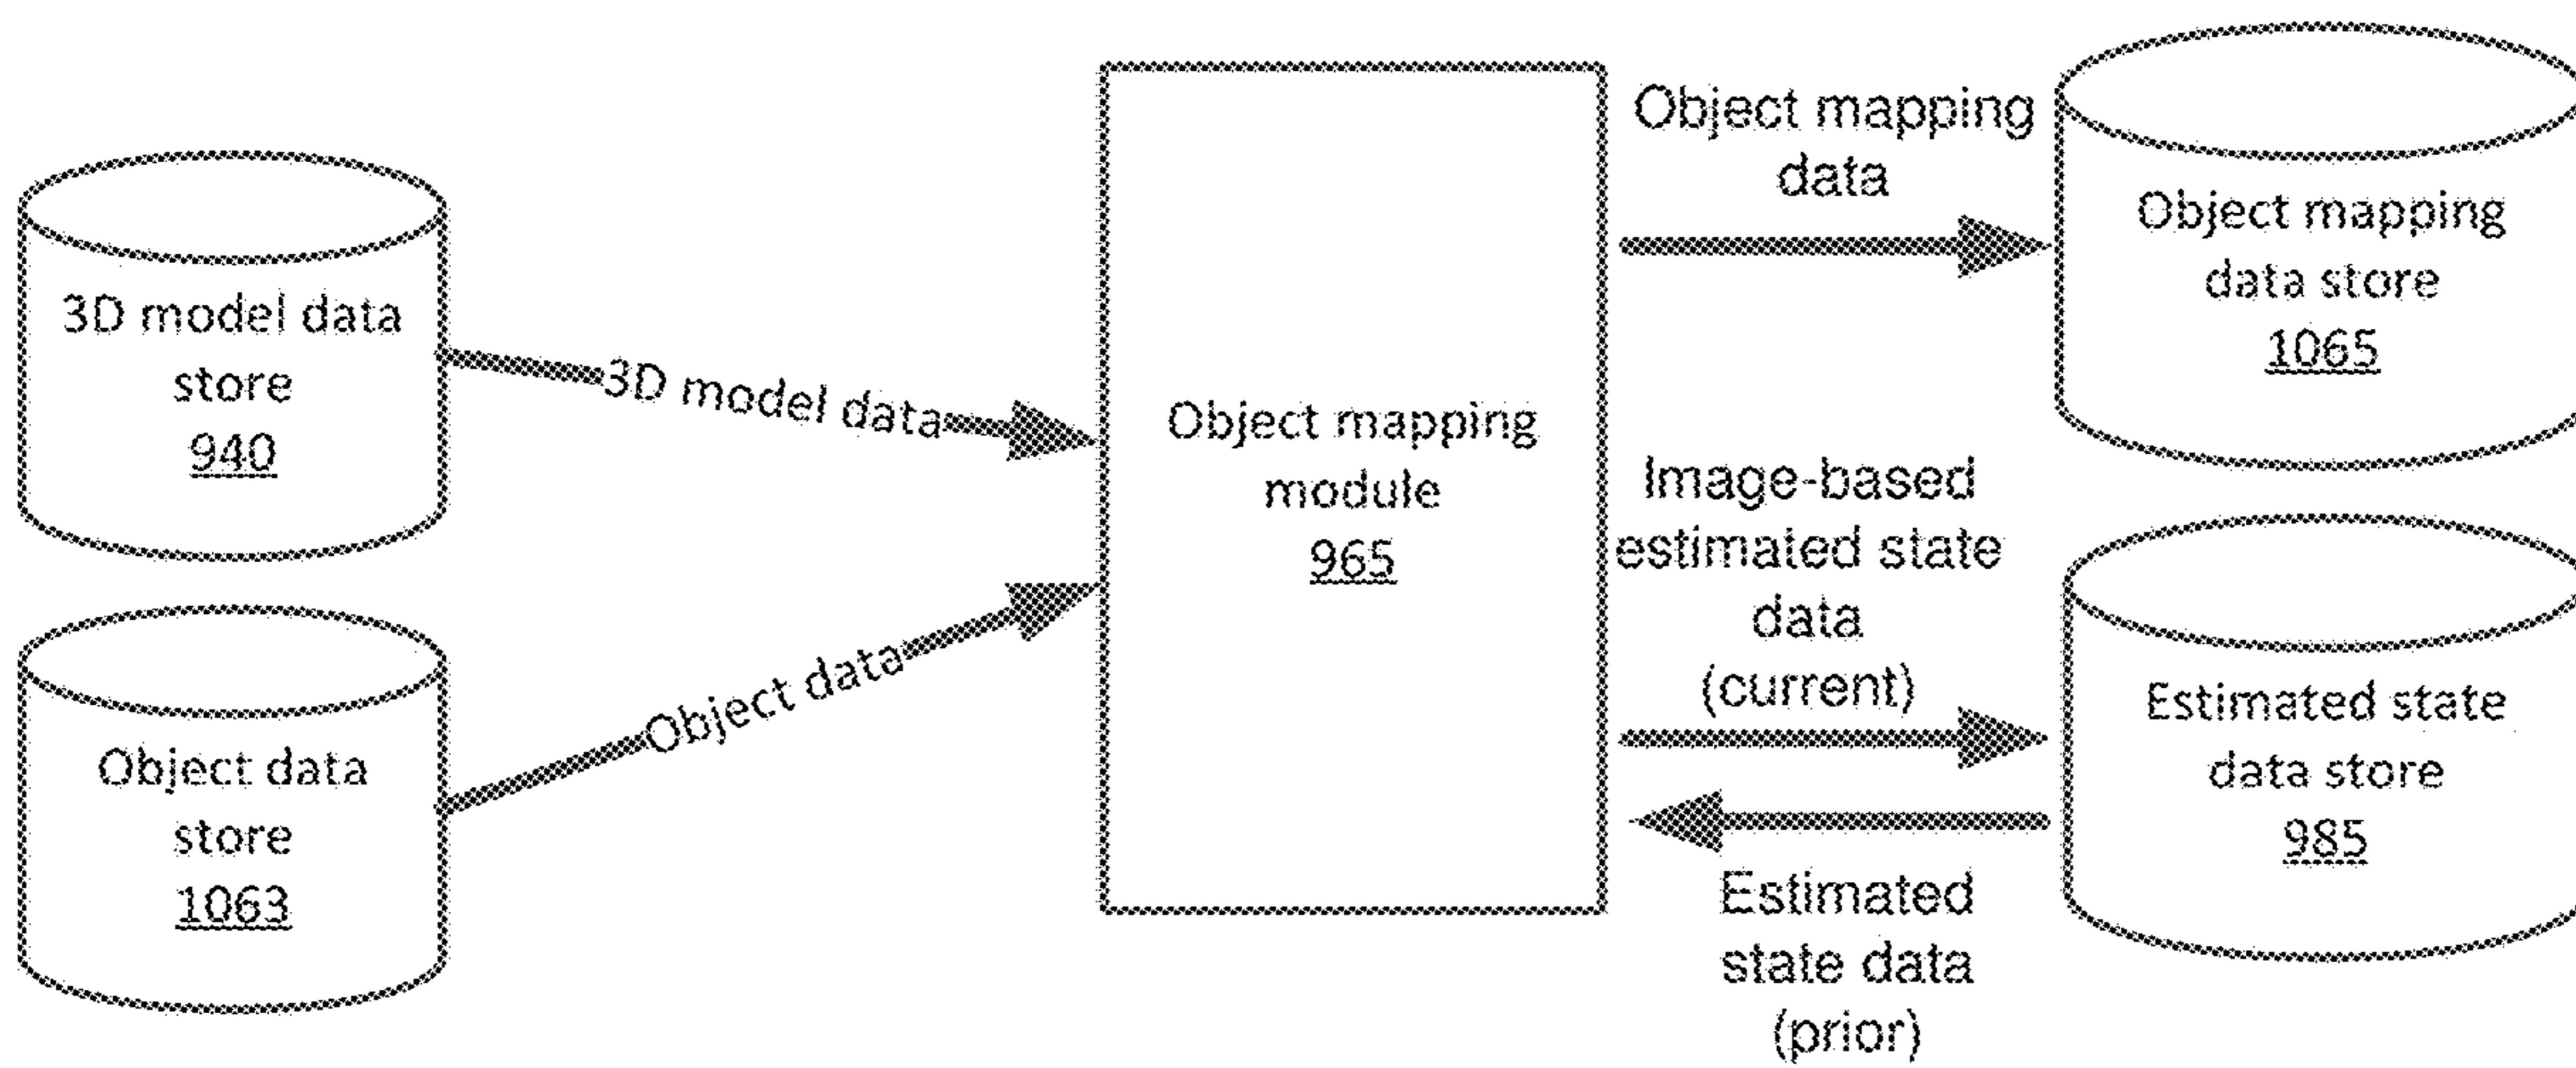 3D model data
store
940
Object data
store
1063
3D model data
Object data
Object mapping
module
965
Object mapping
data
Image-based
estimated state
data
(current)
Estimated
state data
(prior)
Object mapping
data store
1065
Estimated state
data store
985